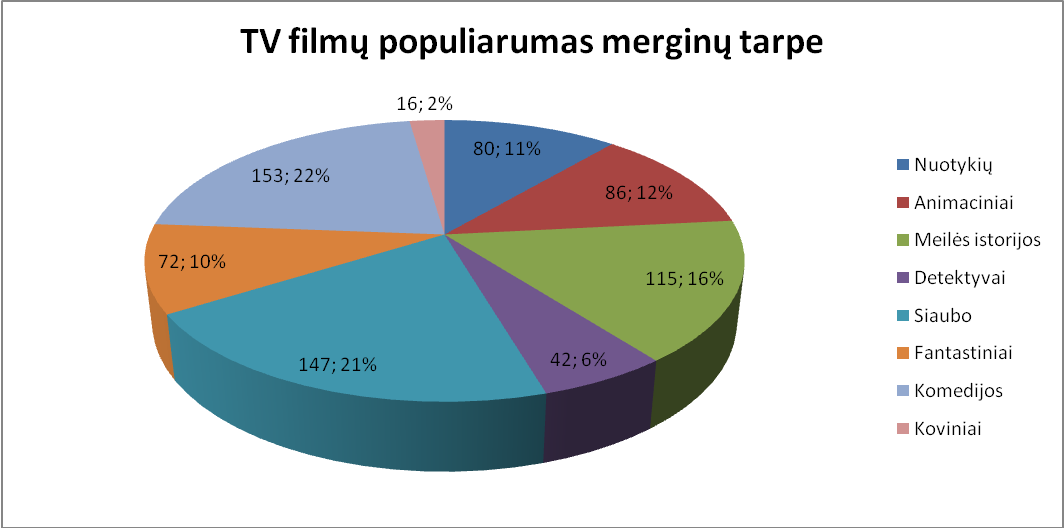 TV filmų populiarumas merginų tarpe
16; 2%
80; 11%
153; 22%
86; 12%
72; 10%
115; 16%
147; 21%
42; 6%
Nuotykių
Animaciniai
Meilės istorijos
Detektyvai
Siaubo
Fantastiniai
Komedijos
Koviniai